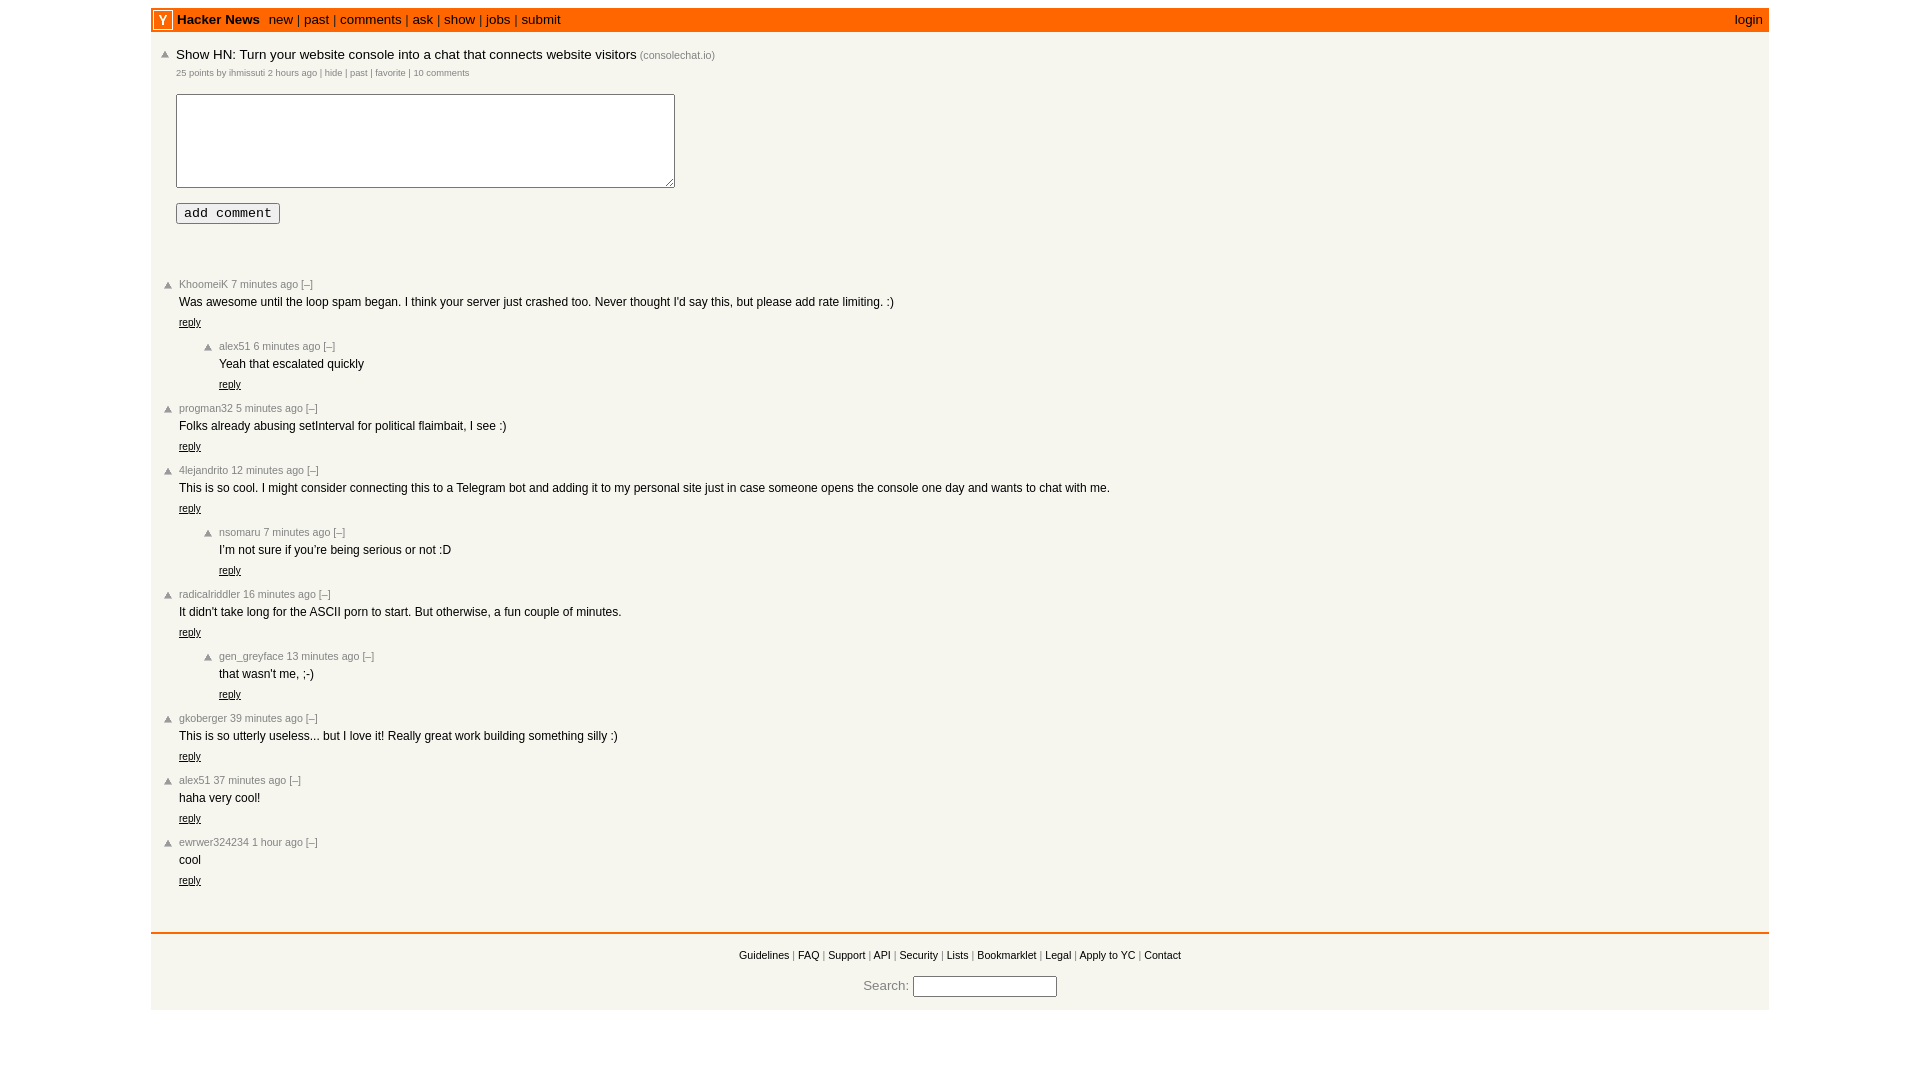 Y Hacker News new | past | comments | ask | show | jobs | submit login
Show HN: Turn your website console into a chat that connects website visitors (consolechat.io)
25 points by ihmissuti 2 hours ago | hide | past | favorite | 10 comments
add comment
KhoomeiK 7 minutes ago [–]
Was awesome until the loop spam began. I think your server just crashed too. Never thought I'd say this, but please add rate limiting. :)
reply
alex51 6 minutes ago [–]
Yeah that escalated quickly
reply
progman32 5 minutes ago [–]
Folks already abusing setInterval for political flaimbait, I see :)
reply
4lejandrito 12 minutes ago [–]
This is so cool. I might consider connecting this to a Telegram bot and adding it to my personal site just in case someone opens the console one day and wants to chat with me.
reply
nsomaru 7 minutes ago [–]
I’m not sure if you’re being serious or not :D
reply
radicalriddler 16 minutes ago [–]
It didn't take long for the ASCII porn to start. But otherwise, a fun couple of minutes.
reply
gen_greyface 13 minutes ago [–]
that wasn't me, ;-)
reply
gkoberger 39 minutes ago [–]
This is so utterly useless... but I love it! Really great work building something silly :)
reply
alex51 37 minutes ago [–]
haha very cool!
reply
ewrwer324234 1 hour ago [–]
cool
reply
Guidelines | FAQ | Support | API | Security | Lists | Bookmarklet | Legal | Apply to YC | Contact
Search: